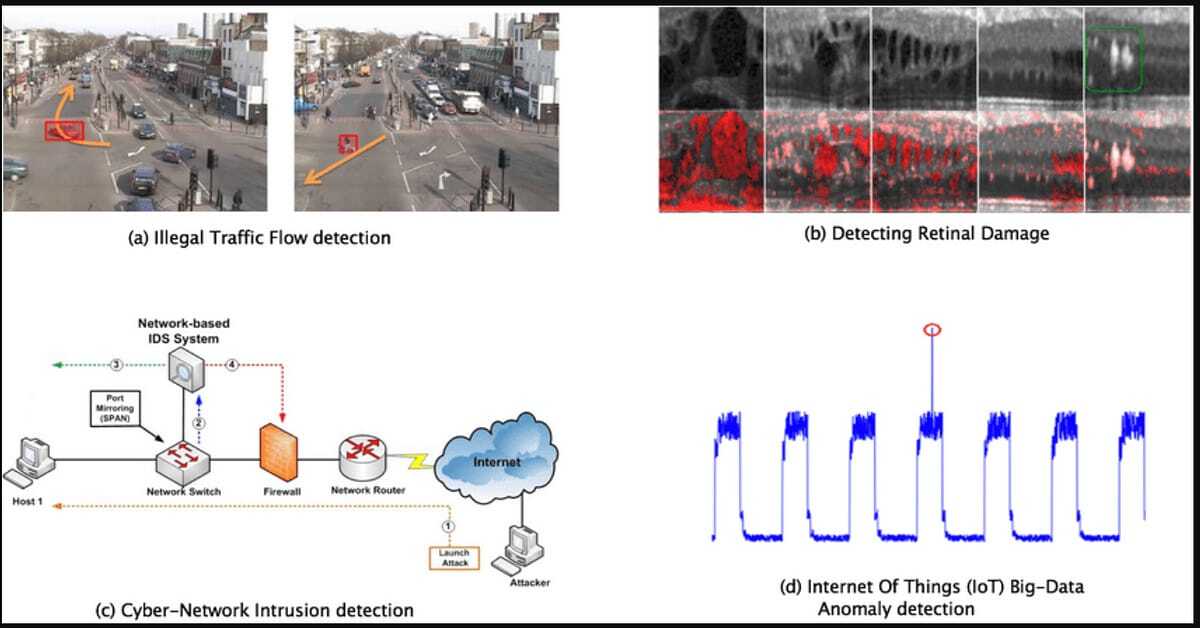 (a) Illegal Traffic Flow detection
(b) Detecting Retinal Damage
Network-based
IDS System
3
4
Port
Mirroring
(SPAN)
2
Internet
Host 1
Network Switch
Firewall
Network Router
1
Launch
Attack
Attacker
(c) Cyber-Network Intrusion detection
(d) Internet Of Things (IoT) Big-Data
Anomaly detection